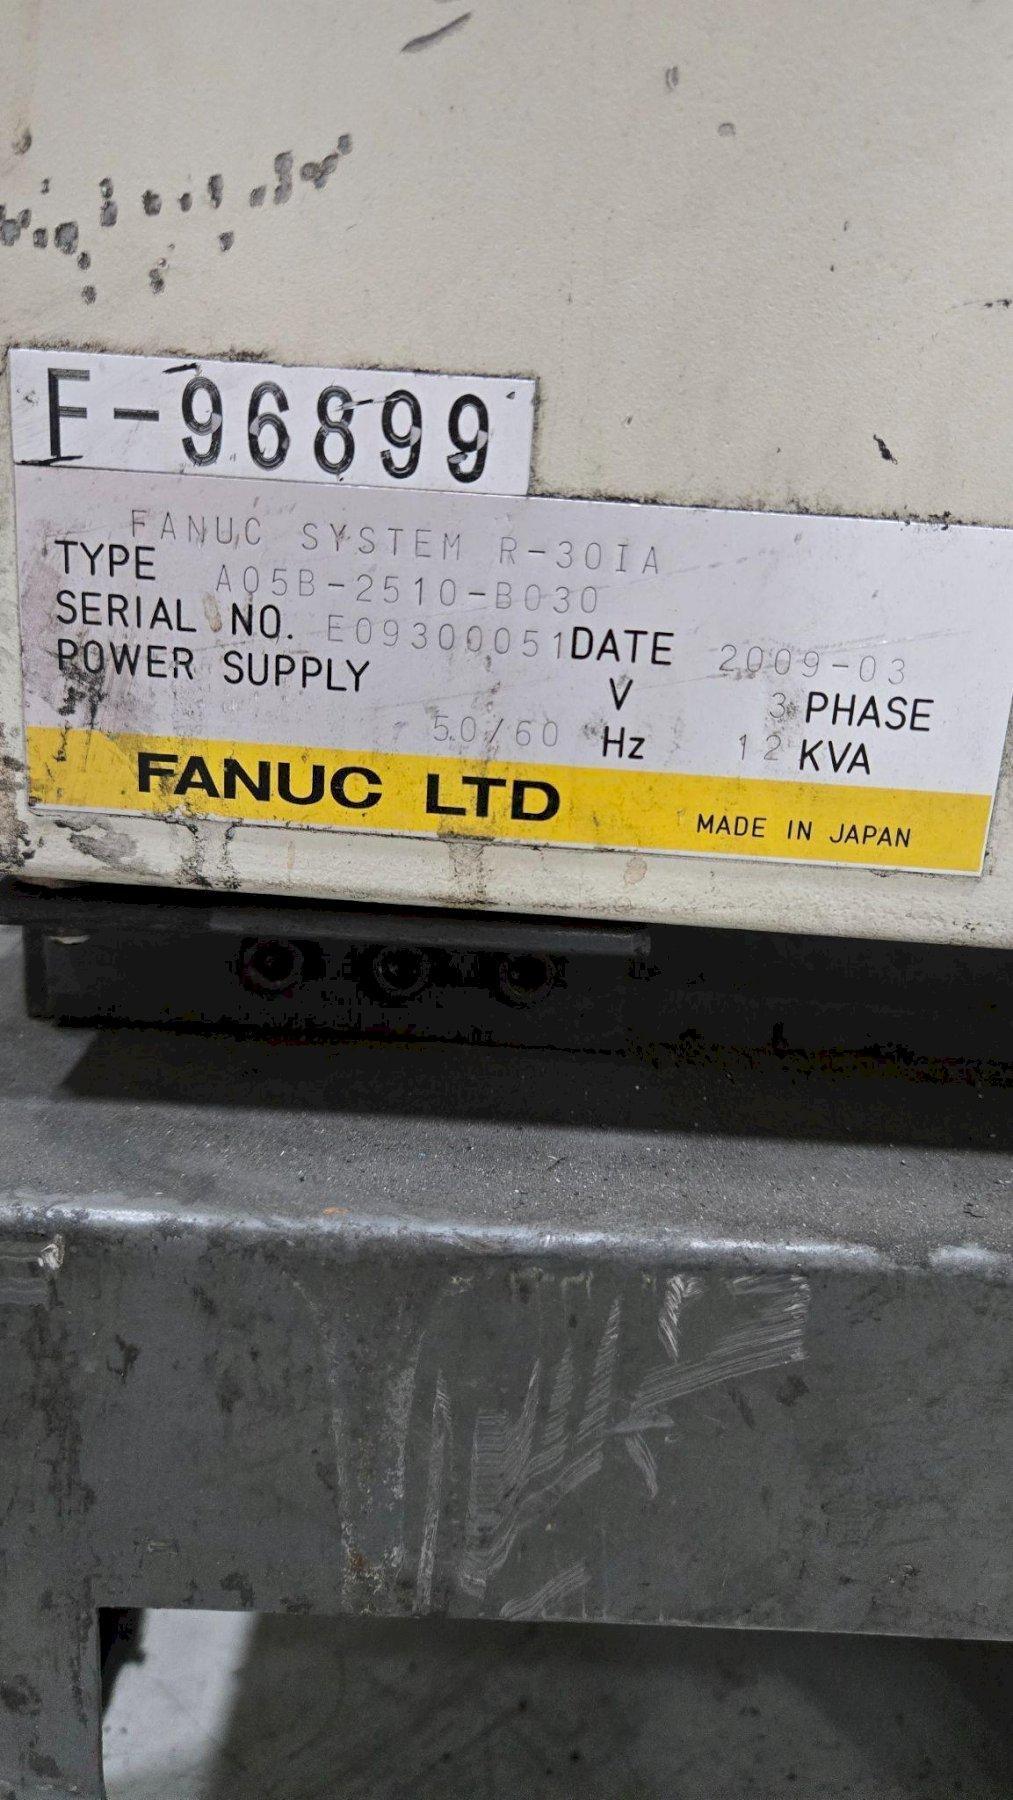 F-96899
FANUC SYSTEM R-30IA
TYPE A05B-2510-B030
SERIAL NO. E09300051 DATE 2009-03
POWER SUPPLY V 3 PHASE
50/60 Hz 12 KVA
FANUC LTD MADE IN JAPAN